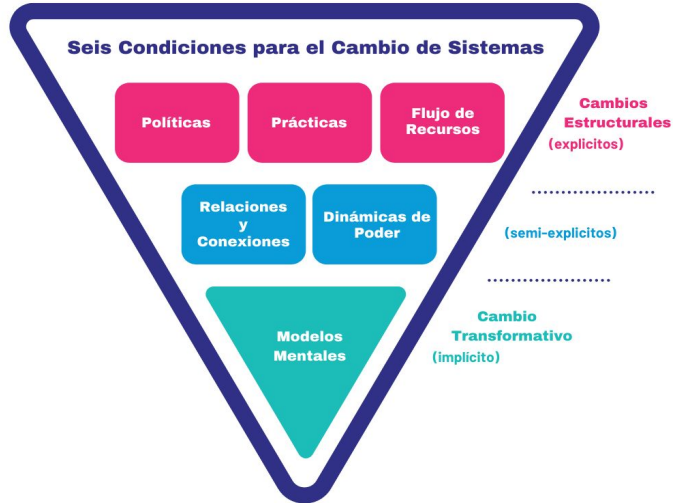 Seis Condiciones para el Cambio de Sistemas
Políticas
Prácticas
Flujo de
Recursos
Cambios
Estructurales
(explicitos)
Relaciones
y
Conexiones
Dinámicas de
Poder
(semi-explicitos)
Modelos
Mentales
Cambio
Transformativo
(implícito)